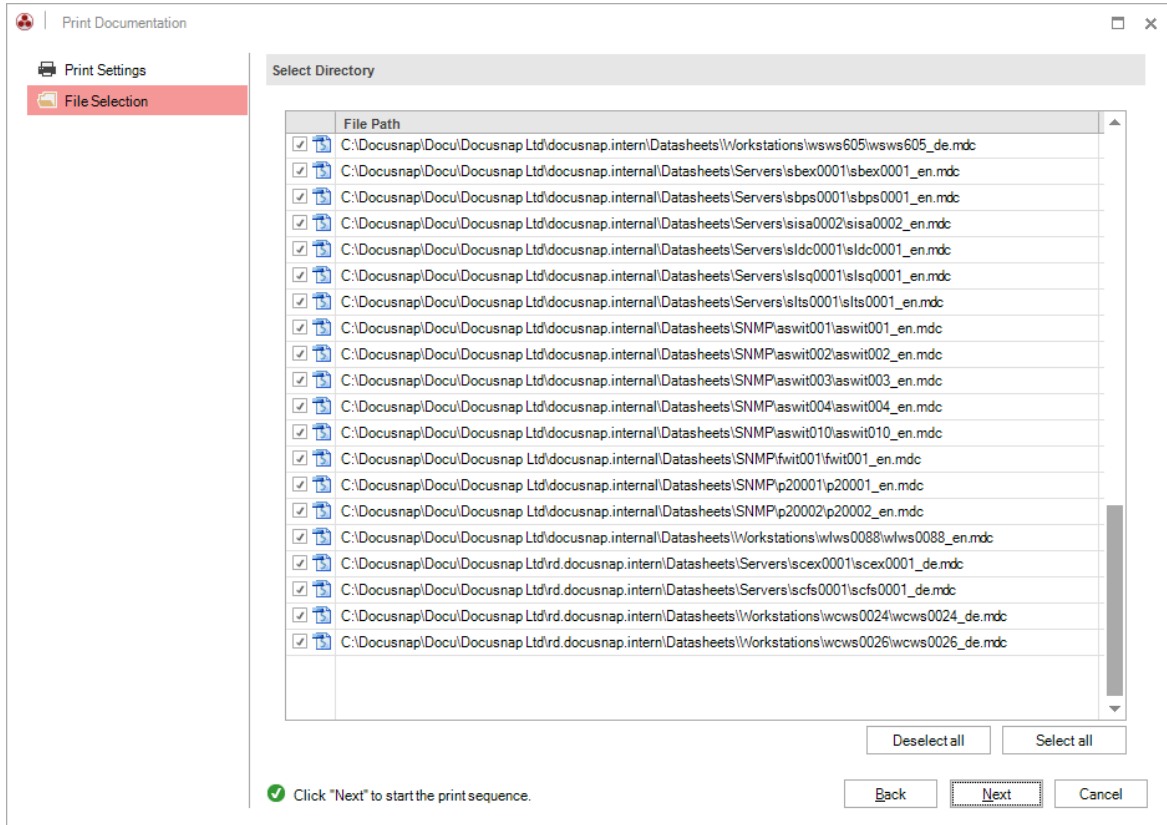 Print Documentation
Print Settings
File Selection
Select Directory
File Path
C:\Docusnap\Docu\Docusnap Ltd\docusnap.intern\Datasheets\Workstations\wsws605\wsws605_de.mdc
C:\Docusnap\Docu\Docusnap Ltd\docusnap.internal\Datasheets\Servers\sbex0001\sbex0001_en.mdc
C:\Docusnap\Docu\Docusnap Ltd\docusnap.internal\Datasheets\Servers\sbps0001\sbps0001_en.mdc
C:\Docusnap\Docu\Docusnap Ltd\docusnap.internal\Datasheets\Servers\sisa0002\sisa0002_en.mdc
C:\Docusnap\Docu\Docusnap Ltd\docusnap.internal\Datasheets\Servers\sldc0001\sldc0001_en.mdc
C:\Docusnap\Docu\Docusnap Ltd\docusnap.internal\Datasheets\Servers\slsq0001\slsq0001_en.mdc
C:\Docusnap\Docu\Docusnap Ltd\docusnap.internal\Datasheets\Servers\slts0001\slts0001_en.mdc
C:\Docusnap\Docu\Docusnap Ltd\docusnap.internal\Datasheets\SNMP\aswit001\aswit001_en.mdc
C:\Docusnap\Docu\Docusnap Ltd\docusnap.internal\Datasheets\SNMP\aswit002\aswit002_en.mdc
C:\Docusnap\Docu\Docusnap Ltd\docusnap.internal\Datasheets\SNMP\aswit003\aswit003_en.mdc
C:\Docusnap\Docu\Docusnap Ltd\docusnap.internal\Datasheets\SNMP\aswit004\aswit004_en.mdc
C:\Docusnap\Docu\Docusnap Ltd\docusnap.internal\Datasheets\SNMP\aswit010\aswit010_en.mdc
C:\Docusnap\Docu\Docusnap Ltd\docusnap.internal\Datasheets\SNMP\fwit001\fwit001_en.mdc
C:\Docusnap\Docu\Docusnap Ltd\docusnap.internal\Datasheets\SNMP\p20001\p20001_en.mdc
C:\Docusnap\Docu\Docusnap Ltd\docusnap.internal\Datasheets\SNMP\p20002\p20002_en.mdc
C:\Docusnap\Docu\Docusnap Ltd\docusnap.internal\Datasheets\Workstations\wlws0088\wlws0088_en.mdc
C:\Docusnap\Docu\Docusnap Ltd\rd.docusnap.intern\Datasheets\Servers\scex0001\scex0001_de.mdc
C:\Docusnap\Docu\Docusnap Ltd\rd.docusnap.intern\Datasheets\Servers\scfs0001\scfs0001_de.mdc
C:\Docusnap\Docu\Docusnap Ltd\rd.docusnap.intern\Datasheets\Workstations\wcws0024\wcws0024_de.mdc
C:\Docusnap\Docu\Docusnap Ltd\rd.docusnap.intern\Datasheets\Workstations\wcws0026\wcws0026_de.mdc
Deselect all
Select all
Click "Next" to start the print sequence.
Back
Next
Cancel